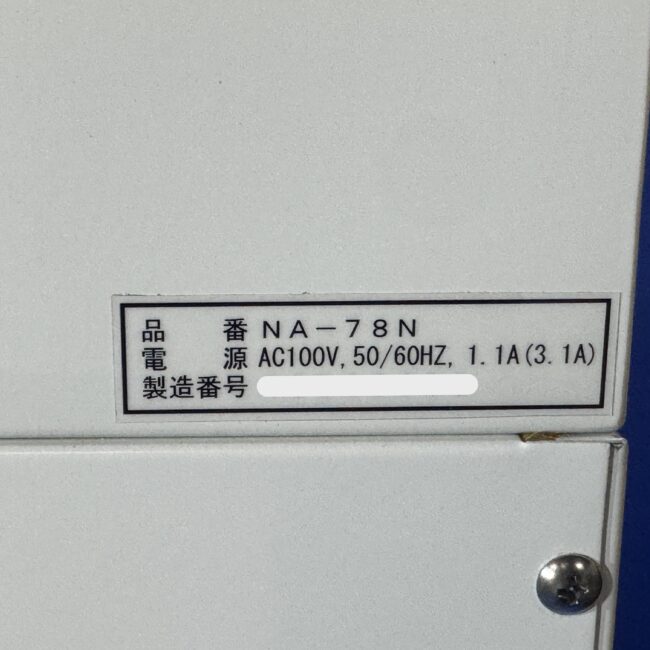 品　　番 NA-78N
電　　源 AC100V,50/60HZ, 1.1A(3.1A)
製造番号